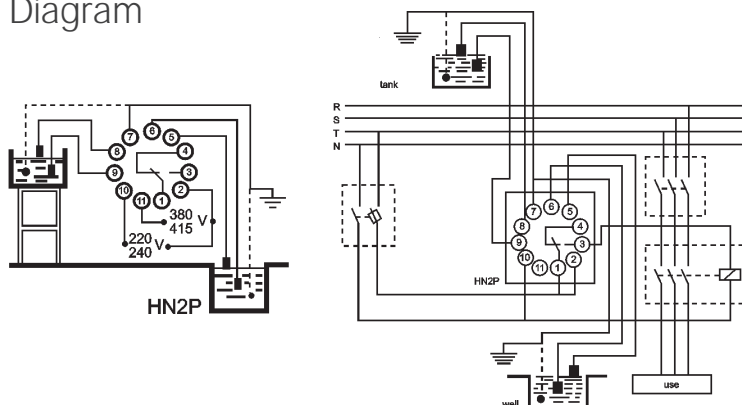 Diagram
7 6 5
8 4
9 3
10 2
11 1
380 V
415
220 V
240
HN2P
tank
R
S
T
N
7 6 5
8 4
9 3
10 2
11 1
HN2P
use
well